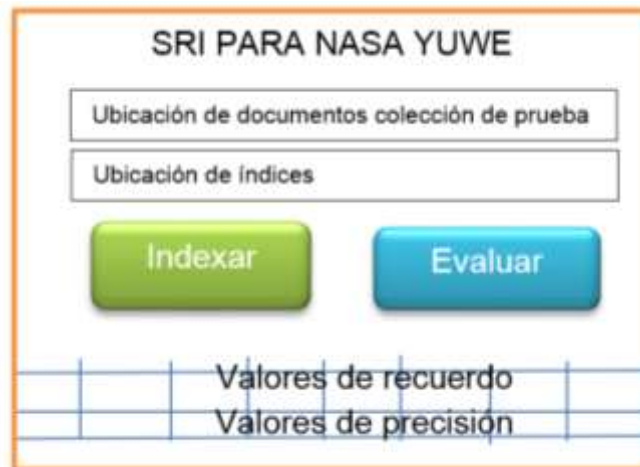 SRI PARA NASA YUWE
Ubicación de documentos colección de prueba
Ubicación de índices
Indexar
Evaluar
Valores de recuerdo
Valores de precisión